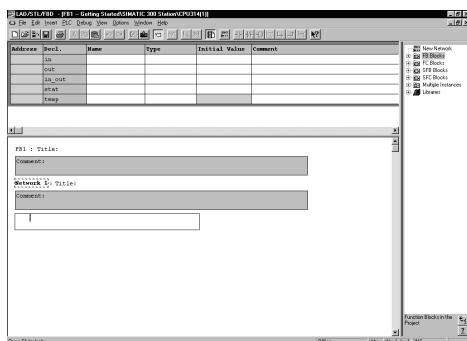 LAD/STL/FBD - [FB1 -- Getting Started\SIMATIC 300 Station\CPU314(1)]
File Edit Insert PLC Debug View Options Window Help
Address Decl. Name Type Initial Value Comment
in
out
in_out
stat
temp
FB1 : Title:
Comment:
Network 1: Title:
Comment:
New Network
FB Blocks
FC Blocks
SFB Blocks
SFC Blocks
Multiple Instances
Libraries
Function Blocks in the
Project